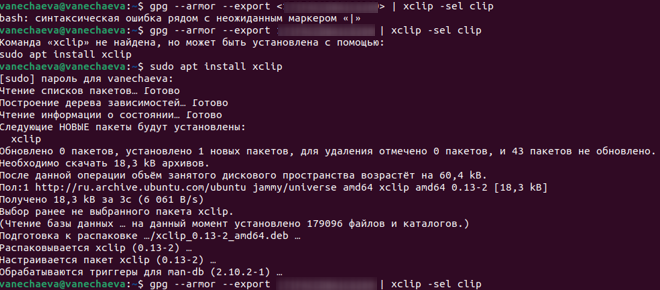 vanechaeva@vanechaeva:~$ gpg --armor --export < > | xclip -sel clip
bash: синтаксическая ошибка рядом с неожиданным маркером «|»
vanechaeva@vanechaeva:~$ gpg --armor --export | xclip -sel clip
Команда «xclip» не найдена, но может быть установлена с помощью:
sudo apt install xclip
vanechaeva@vanechaeva:~$ sudo apt install xclip
[sudo] пароль для vanechaeva:
Чтение списков пакетов… Готово
Построение дерева зависимостей… Готово
Чтение информации о состоянии… Готово
Следующие НОВЫЕ пакеты будут установлены:
xclip
Обновлено 0 пакетов, установлено 1 новых пакетов, для удаления отмечено 0 пакетов, и 43 пакетов не обновлено.
Необходимо скачать 18,3 kB архивов.
После данной операции объём занятого дискового пространства возрастёт на 60,4 kB.
Пол:1 http://ru.archive.ubuntu.com/ubuntu jammy/universe amd64 xclip amd64 0.13-2 [18,3 kB]
Получено 18,3 kB за 3с (6 061 B/s)
Выбор ранее не выбранного пакета xclip.
(Чтение базы данных … на данный момент установлено 179096 файлов и каталогов.)
Подготовка к распаковке …/xclip_0.13-2_amd64.deb …
Распаковывается xclip (0.13-2) …
Настраивается пакет xclip (0.13-2) …
Обрабатываются триггеры для man-db (2.10.2-1) …
vanechaeva@vanechaeva:~$ gpg --armor --export | xclip -sel clip